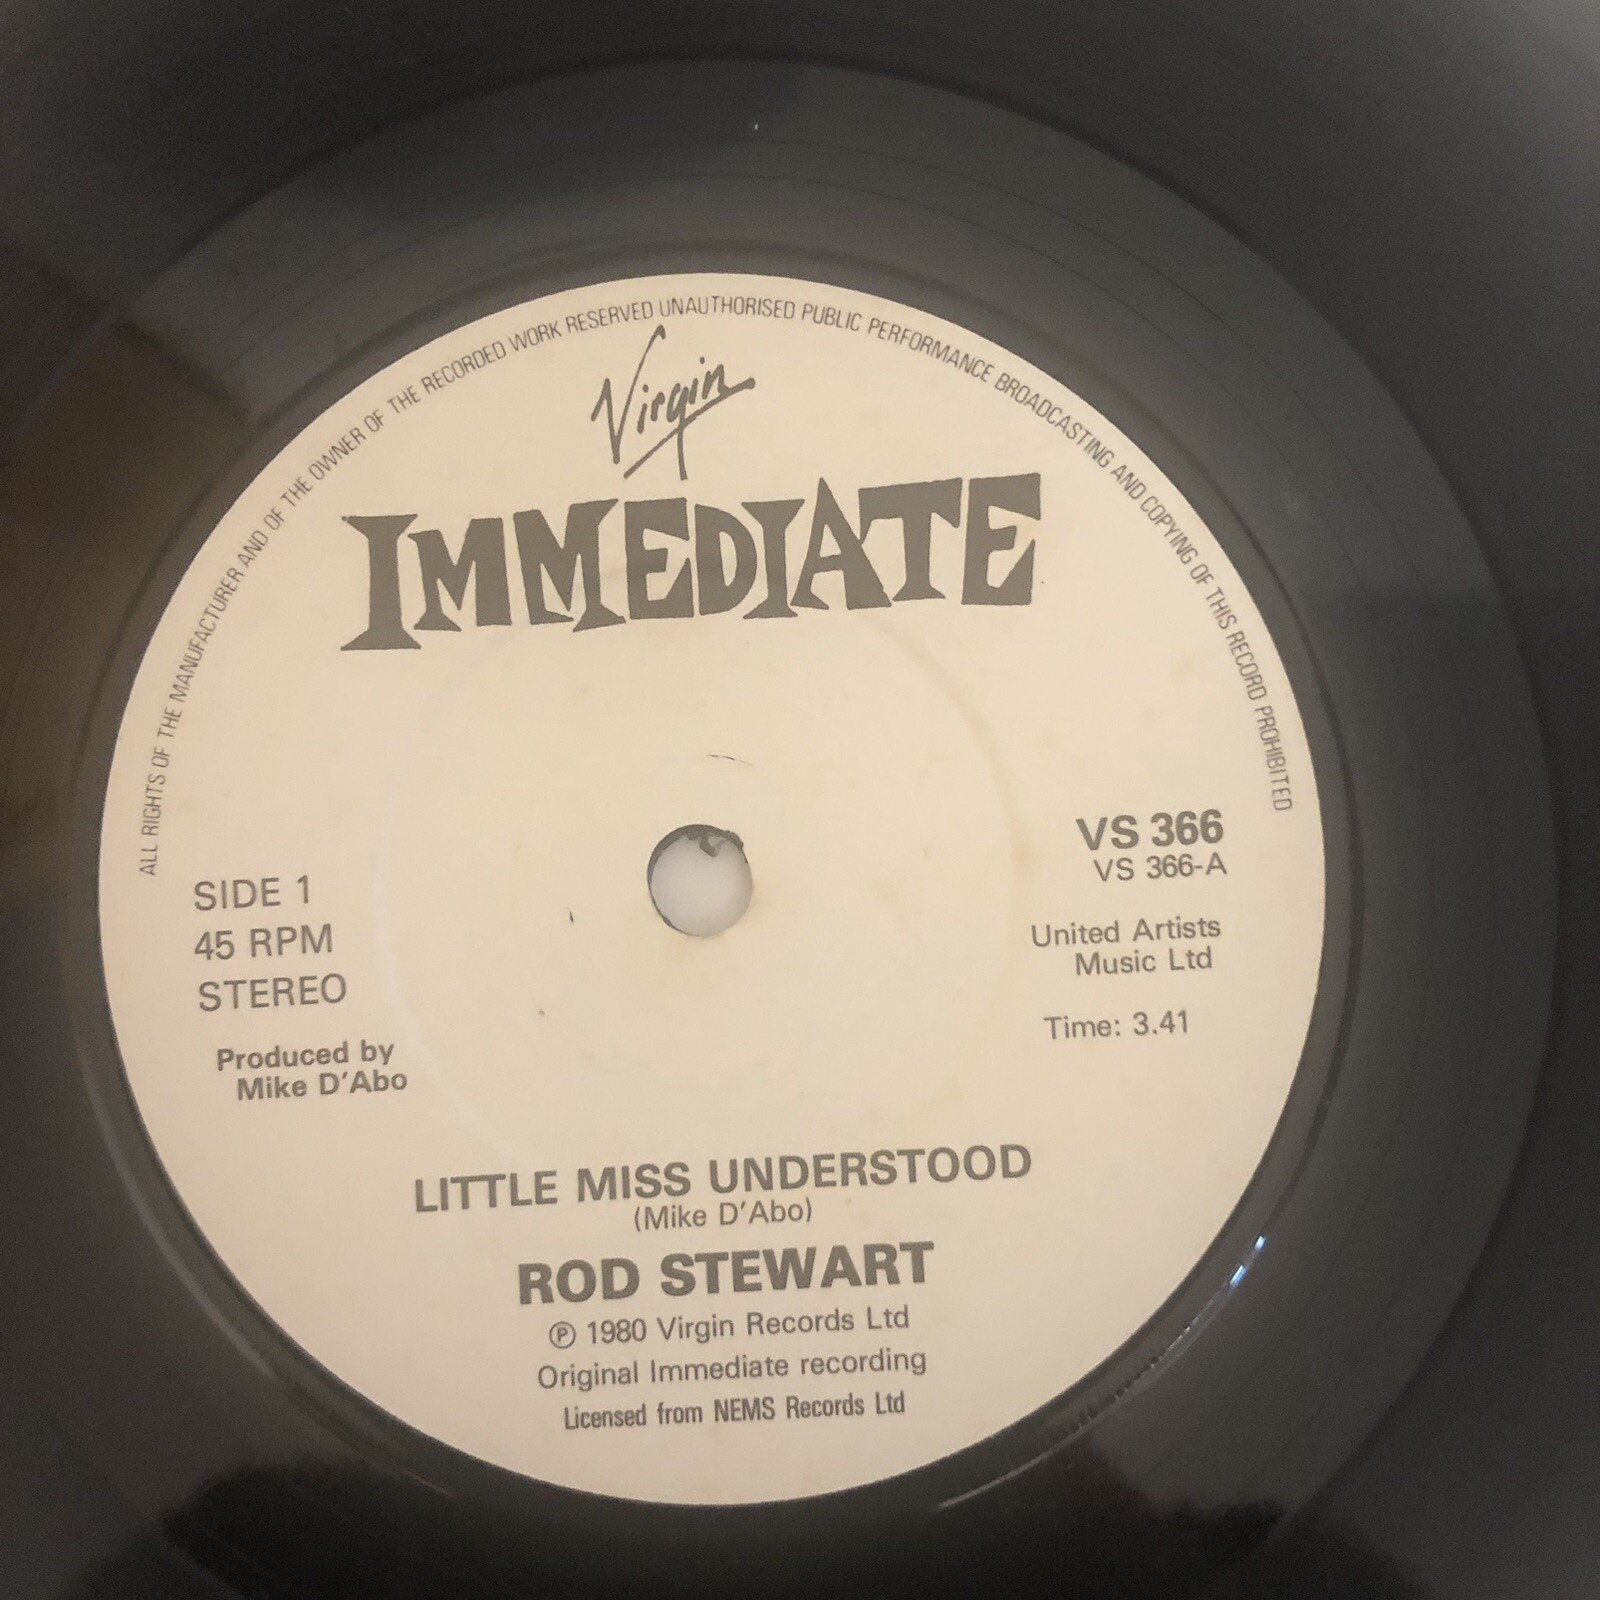 ALL RIGHTS OF THE MANUFACTURER AND OF THE OWNER OF THE RECORDED WORK RESERVED UNAUTHORISED PUBLIC PERFORMANCE BROADCASTING AND COPYING OF THIS RECORD PROHIBITED
Virgin
IMMEDIATE
SIDE 1
45 RPM
STEREO
Produced by
Mike D'Abo
VS 366
VS 366-A
United Artists
Music Ltd
Time: 3.41
LITTLE MISS UNDERSTOOD
(Mike D'Abo)
ROD STEWART
℗ 1980 Virgin Records Ltd
Original Immediate recording
Licensed from NEMS Records Ltd